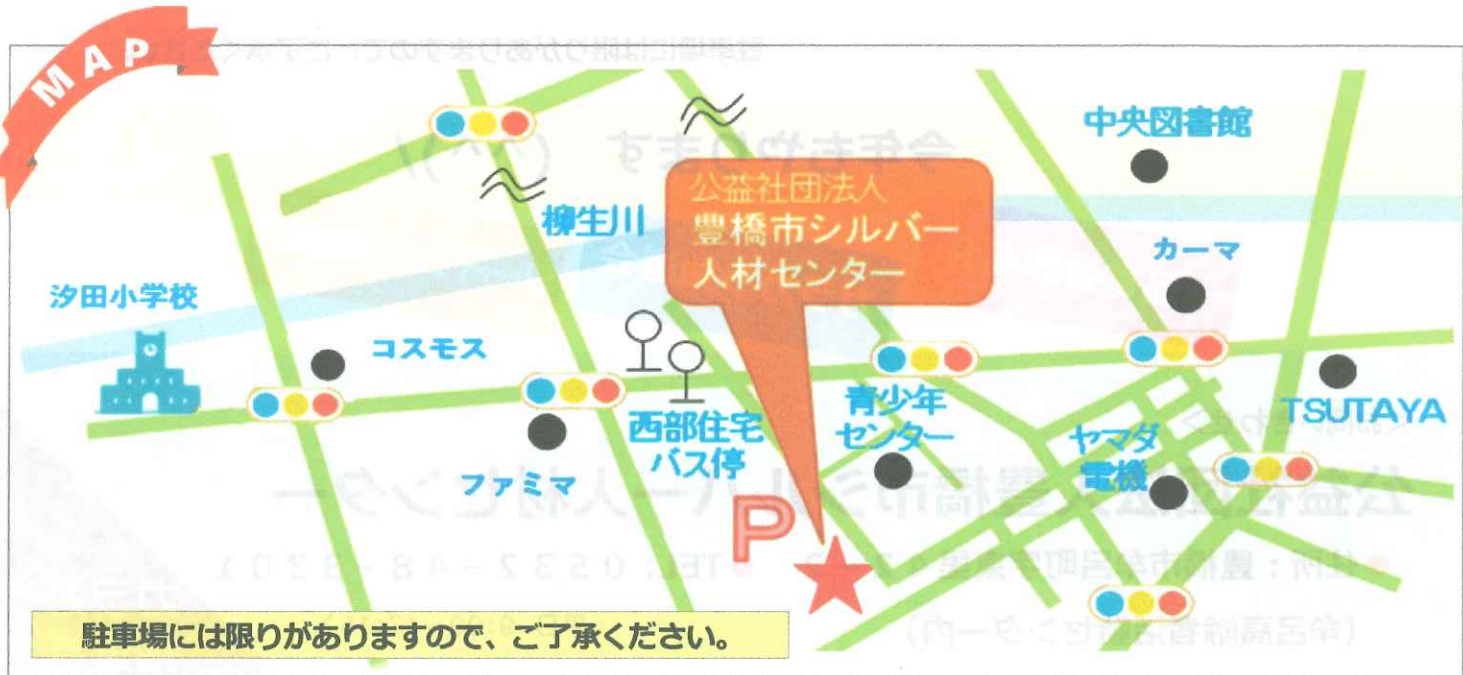 MAP
中央図書館
公益社団法人
豊橋市シルバー
人材センター
柳生川
カーマ
汐田小学校
コスモス
青少年
センター
TSUTAYA
西部住宅
バス停
ヤマダ
電機
ファミマ
P
駐車場には限りがありますので、ご了承ください。